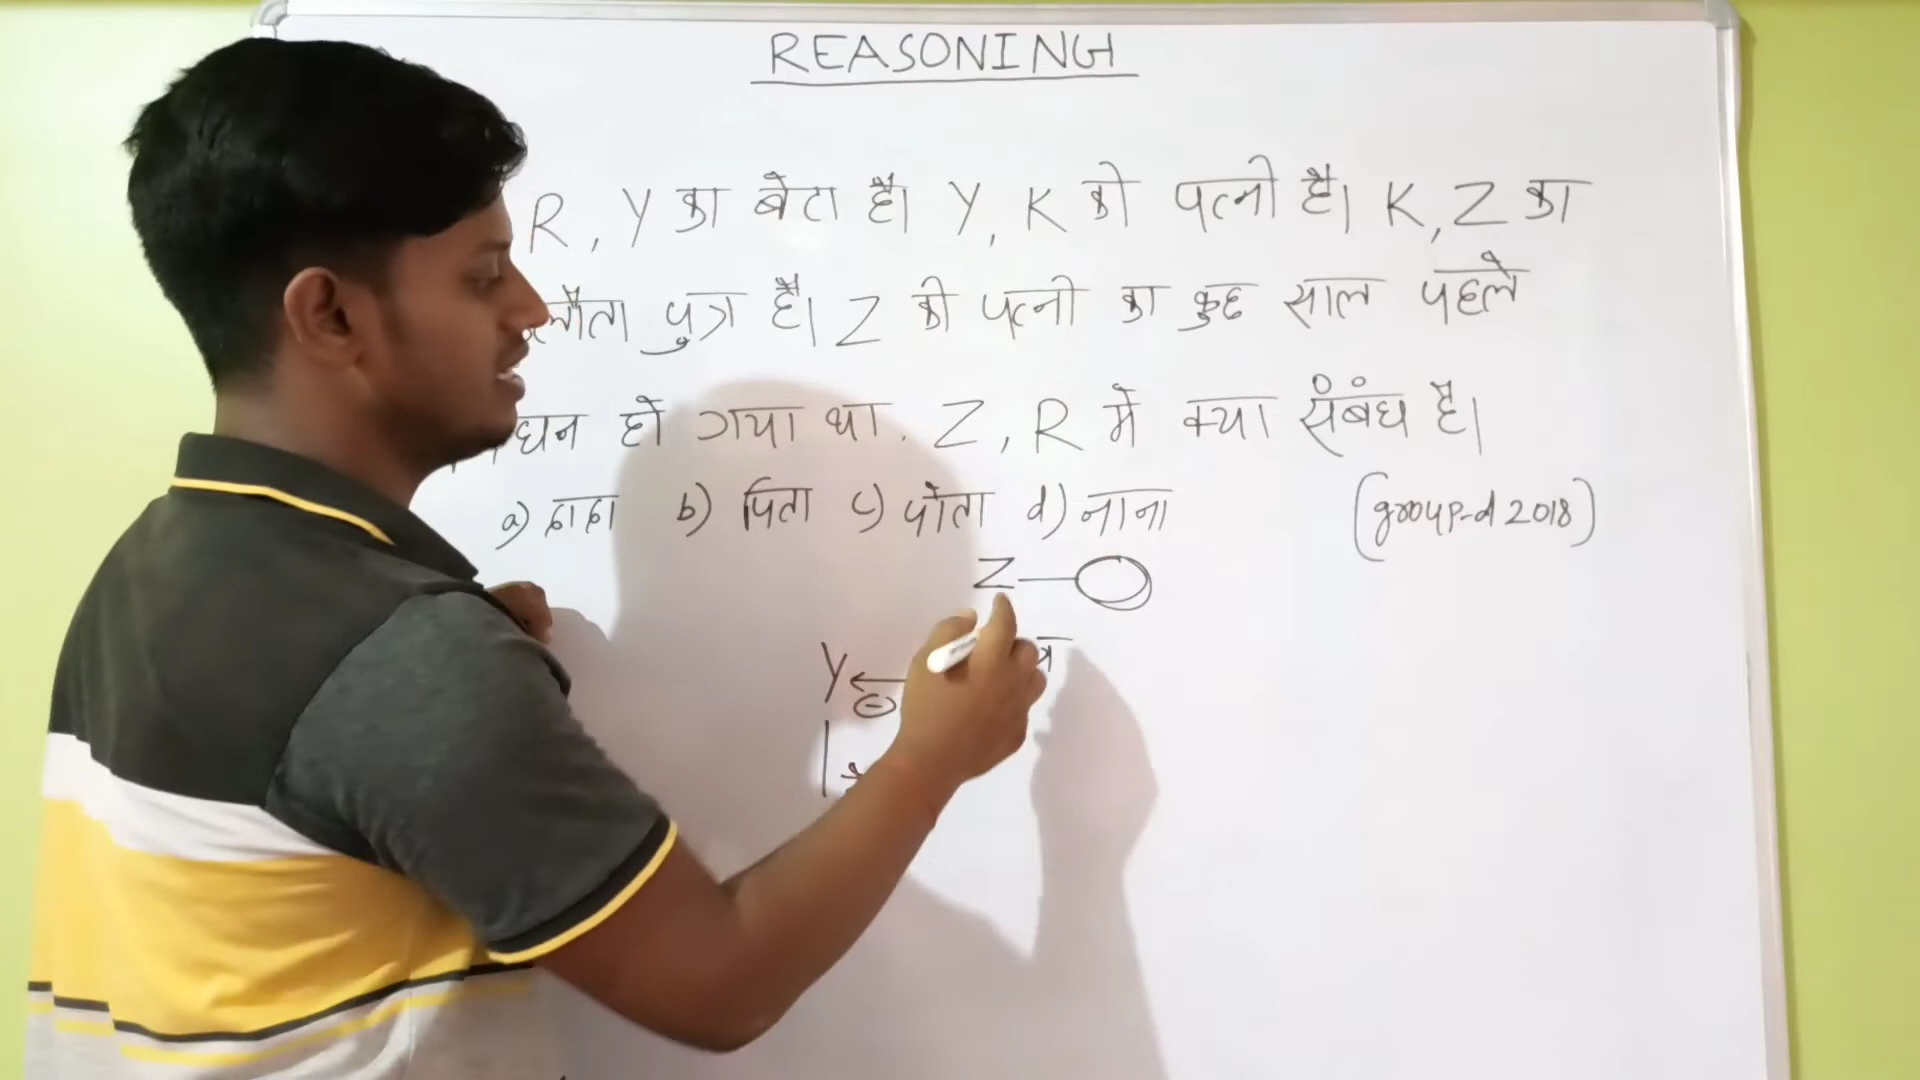 REASONING
R, Y का बेटा है। Y, K की पत्नी है। K, Z का
पुत्र है। Z की पत्नी का कुछ साल पहले
हो गया था. Z, R मे क्या संबंध है।
a) दादा b) पिता c) पोता d) नाना (group-d 2018)
Z
Y
-